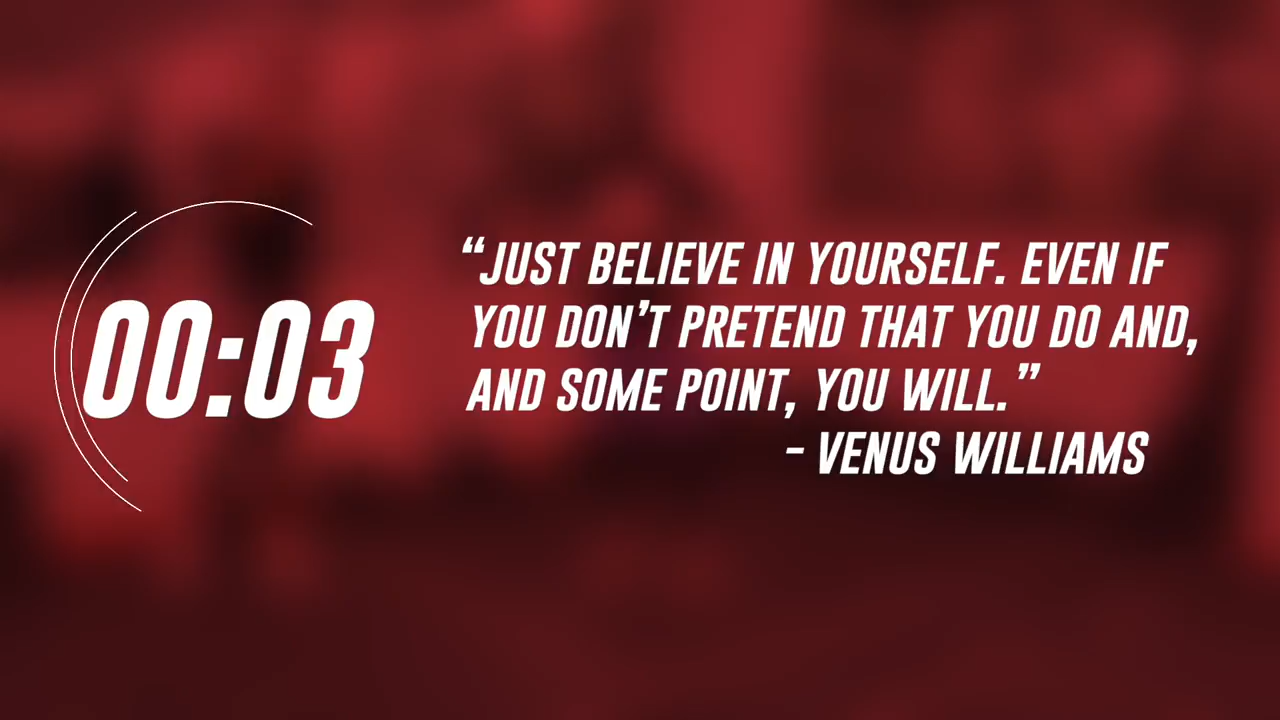 00:03
“JUST BELIEVE IN YOURSELF. EVEN IF
YOU DON’T PRETEND THAT YOU DO AND,
AND SOME POINT, YOU WILL.”
- VENUS WILLIAMS